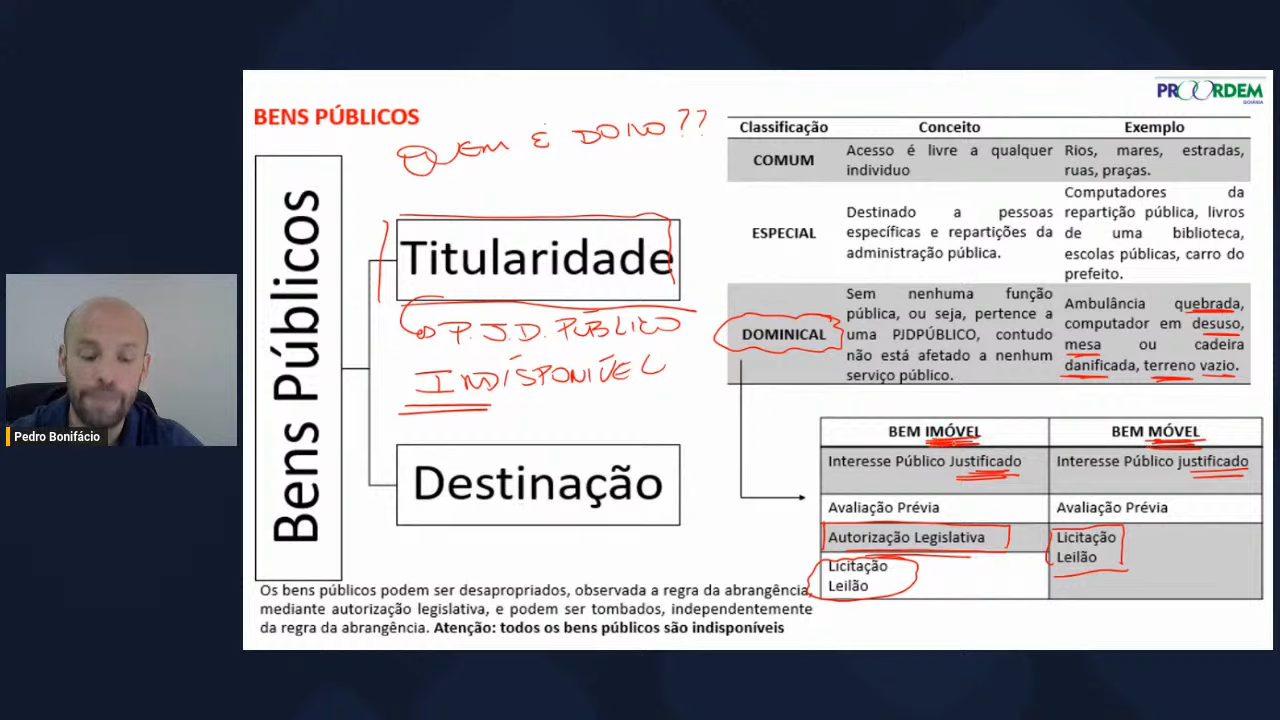 PROORDEM
GOIÂNIA
BENS PÚBLICOS
QUEM É DONO??
Bens Públicos
Titularidade
P.J.D. PÚBLICO
INDISPONÍVEL
Destinação
Os bens públicos podem ser desapropriados, observada a regra da abrangência,
mediante autorização legislativa, e podem ser tombados, independentemente
da regra da abrangência. Atenção: todos os bens públicos são indisponíveis
Classificação Conceito Exemplo
COMUM
Acesso é livre a qualquer
individuo
Rios, mares, estradas,
ruas, praças.
ESPECIAL
Destinado a pessoas
específicas e repartições da
administração pública.
Computadores da
repartição pública, livros
de uma biblioteca,
escolas públicas, carro do
prefeito.
DOMINICAL
Sem nenhuma função
pública, ou seja, pertence a
uma PJDPÚBLICO, contudo
não está afetado a nenhum
serviço público.
Ambulância quebrada,
computador em desuso,
mesa ou cadeira
danificada, terreno vazio.
BEM IMÓVEL BEM MÓVEL
Interesse Público Justificado Interesse Público justificado
Avaliação Prévia Avaliação Prévia
Autorização Legislativa
Licitação
Leilão
Licitação
Leilão
Pedro Bonifácio